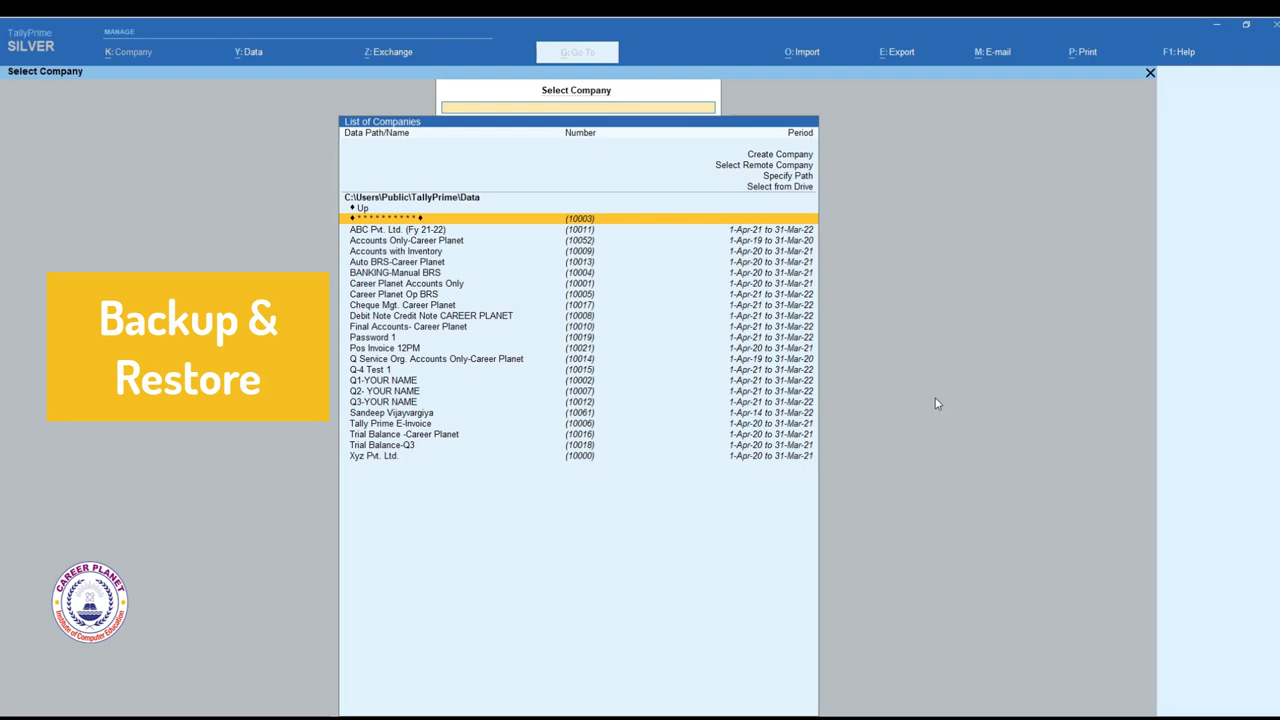 TallyPrime
SILVER
MANAGE
K: Company Y: Data Z: Exchange G: Go To O: Import E: Export M: E-mail P: Print F1: Help
Select Company
Select Company
List of Companies
Data Path/Name Number Period
Create Company
Select Remote Company
Specify Path
Select from Drive
C:\Users\Public\TallyPrime\Data
♦ Up
♦ * * * * * * * * * * ♦ (10003)
ABC Pvt. Ltd. (Fy 21-22) (10011) 1-Apr-21 to 31-Mar-22
Accounts Only-Career Planet (10052) 1-Apr-19 to 31-Mar-20
Accounts with Inventory (10009) 1-Apr-20 to 31-Mar-21
Auto BRS-Career Planet (10013) 1-Apr-20 to 31-Mar-21
BANKING-Manual BRS (10004) 1-Apr-21 to 31-Mar-22
Career Planet Accounts Only (10001) 1-Apr-21 to 31-Mar-22
Career Planet Op BRS (10005) 1-Apr-21 to 31-Mar-22
Cheque Mgt. Career Planet (10017) 1-Apr-21 to 31-Mar-22
Debit Note Credit Note CAREER PLANET (10008) 1-Apr-21 to 31-Mar-22
Final Accounts- Career Planet (10010) 1-Apr-21 to 31-Mar-22
Password 1 (10019) 1-Apr-21 to 31-Mar-22
Pos Invoice 12PM (10021) 1-Apr-20 to 31-Mar-21
Q Service Org. Accounts Only-Career Planet (10014) 1-Apr-19 to 31-Mar-20
Q-4 Test 1 (10015) 1-Apr-21 to 31-Mar-22
Q1-YOUR NAME (10002) 1-Apr-21 to 31-Mar-22
Q2- YOUR NAME (10007) 1-Apr-21 to 31-Mar-22
Q3-YOUR NAME (10012) 1-Apr-21 to 31-Mar-22
Sandeep Vijayvargiya (10061) 1-Apr-14 to 31-Mar-22
Tally Prime E-Invoice (10006) 1-Apr-20 to 31-Mar-21
Trial Balance -Career Planet (10016) 1-Apr-20 to 31-Mar-21
Trial Balance-Q3 (10018) 1-Apr-20 to 31-Mar-21
Xyz Pvt. Ltd. (10000) 1-Apr-20 to 31-Mar-21
Backup &
Restore
CAREER PLANET
Institute of Computer Education